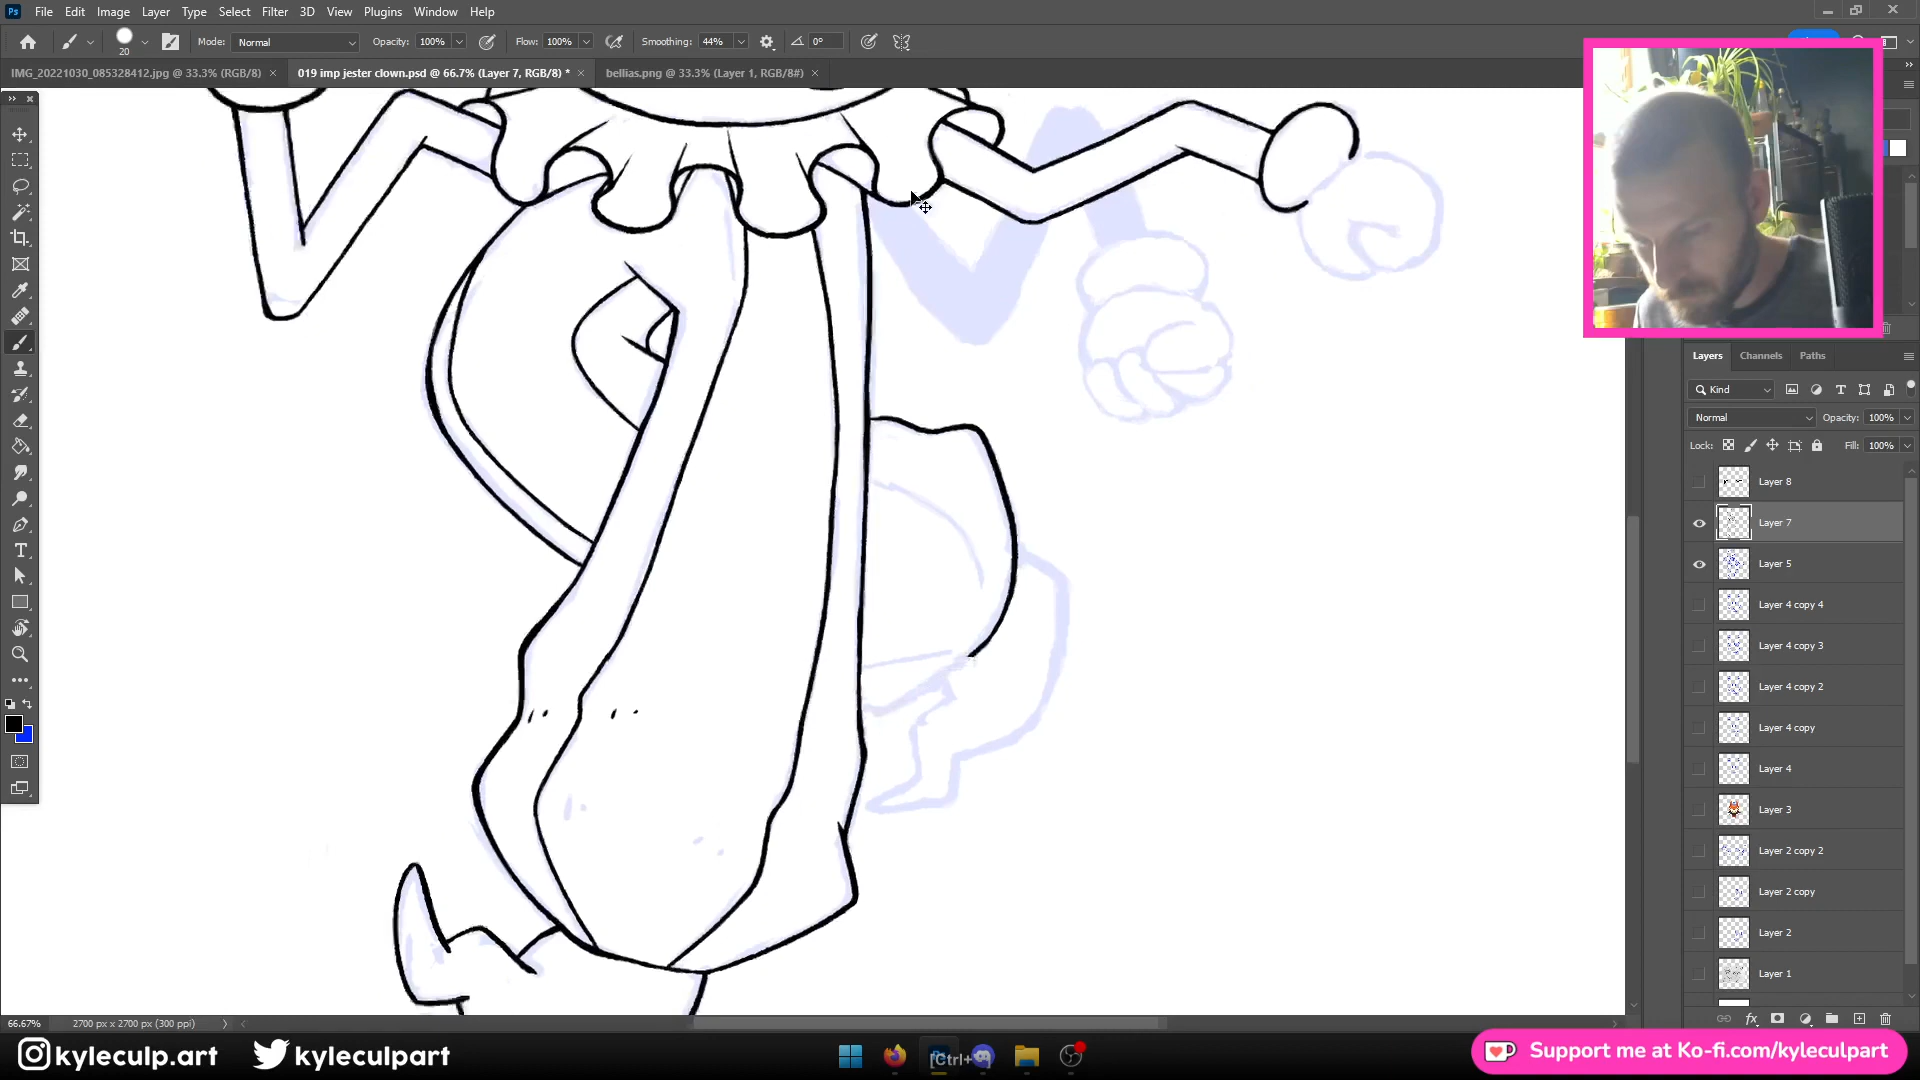 Ps File Edit Image Layer Type Select Filter 3D View Plugins Window Help
20 Mode: Normal Opacity: 100% Flow: 100% Smoothing: 44% 0°
IMG_20221030_085328412.jpg @ 33.3% (RGB/8) 019 imp jester clown.psd @ 66.7% (Layer 7, RGB/8) * bellias.png @ 33.3% (Layer 1, RGB/8#)
Layers Channels Paths
Kind
Normal Opacity: 100%
Lock: Fill: 100%
Layer 8
Layer 7
Layer 5
Layer 4 copy 4
Layer 4 copy 3
Layer 4 copy 2
Layer 4 copy
Layer 4
Layer 3
Layer 2 copy 2
Layer 2 copy
Layer 2
Layer 1
66.67% 2700 px x 2700 px (300 ppi)
kyleculp.art kyleculpart
Support me at Ko-fi.com/kyleculpart